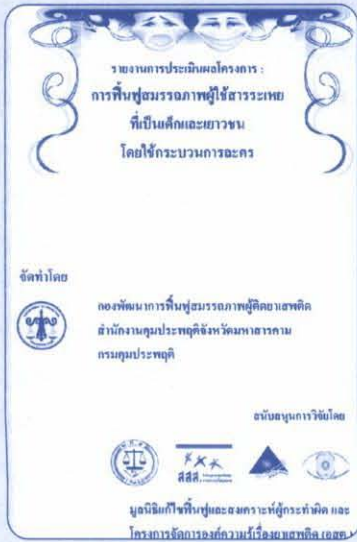 รายงานการประเมินผลโครงการ :
การฟื้นฟูสมรรถภาพผู้ใช้สารระเหย
ที่เป็นเด็กและเยาวชน
โดยใช้กระบวนการละคร
จัดทำโดย
กองพัฒนาการฟื้นฟูสมรรถภาพผู้ติดยาเสพติด
สำนักงานคุมประพฤติจังหวัดมหาสารคาม
กรมคุมประพฤติ
สนับสนุนการวิจัยโดย
สสส
มูลนิธิแก้ไขฟื้นฟูและสงเคราะห์ผู้กระทำผิด และ
โครงการจัดการองค์ความรู้เรื่องยาเสพติด (อสค.)